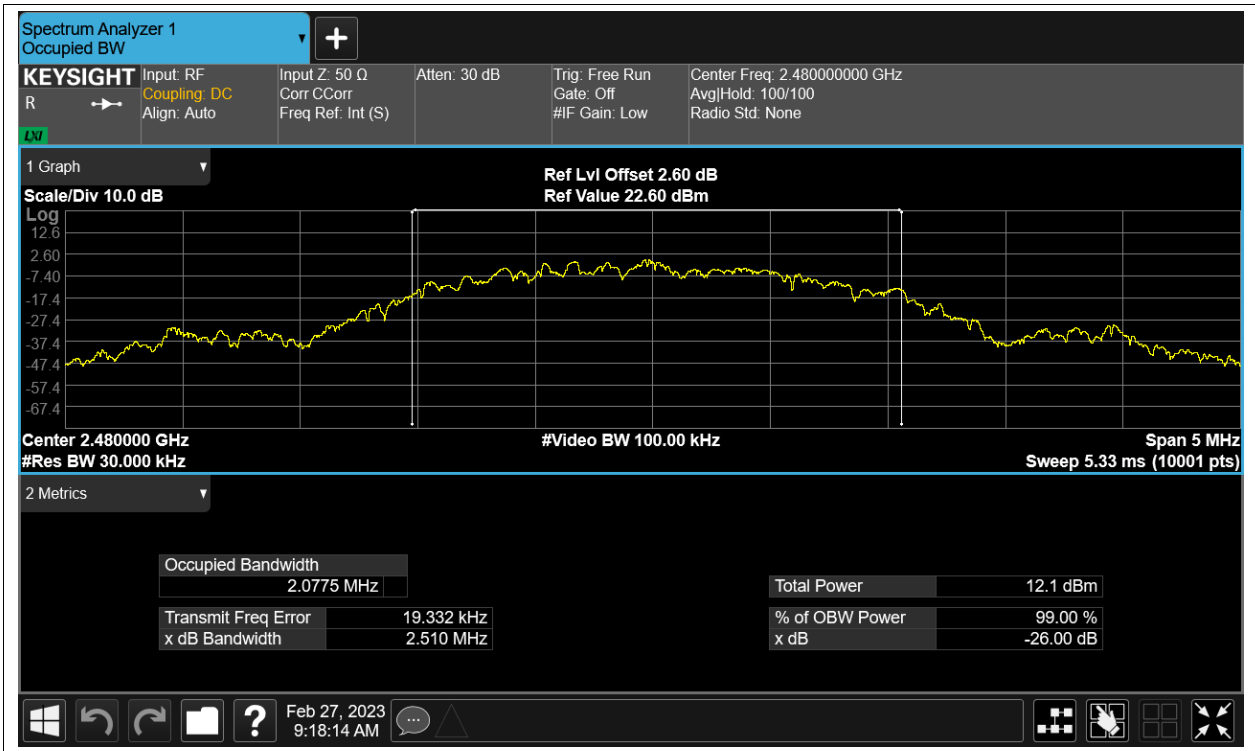 Spectrum Analyzer 1
Occupied BW
KEYSIGHT
R
LXI
Input: RF
Coupling: DC
Align: Auto
Input Z: 50 Ω
Corr CCorr
Freq Ref: Int (S)
Atten: 30 dB
Trig: Free Run
Gate: Off
#IF Gain: Low
Center Freq: 2.480000000 GHz
Avg|Hold: 100/100
Radio Std: None
1 Graph
Scale/Div 10.0 dB
Ref Lvl Offset 2.60 dB
Ref Value 22.60 dBm
Log
12.6
2.60
-7.40
-17.4
-27.4
-37.4
-47.4
-57.4
-67.4
Center 2.480000 GHz
#Res BW 30.000 kHz
#Video BW 100.00 kHz
Span 5 MHz
Sweep 5.33 ms (10001 pts)
2 Metrics
Occupied Bandwidth
2.0775 MHz
Transmit Freq Error 19.332 kHz
x dB Bandwidth 2.510 MHz
Total Power 12.1 dBm
% of OBW Power 99.00 %
x dB -26.00 dB
?
Feb 27, 2023
9:18:14 AM